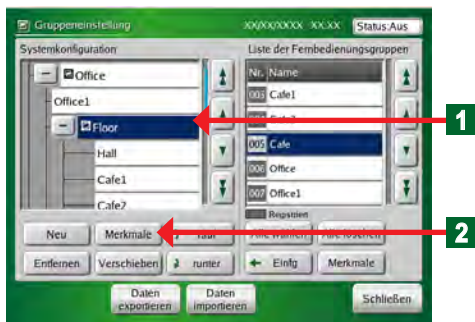 Gruppeneinstellung XX/XX/XXXX XX:XX Status:Aus
Systemkonfiguration
Office
Office1
Floor
Hall
Cafe1
Cafe2
Liste der Fernbedienungsgruppen
Nr. Name
003 Cafe1
005 Cafe
006 Office
007 Office1
Registriert
1
2
Neu Merkmale rauf
Entfernen Verschieben runter
Alle wählen Alle löschen
Einfg Merkmale
Daten exportieren
Daten importieren
Schließen